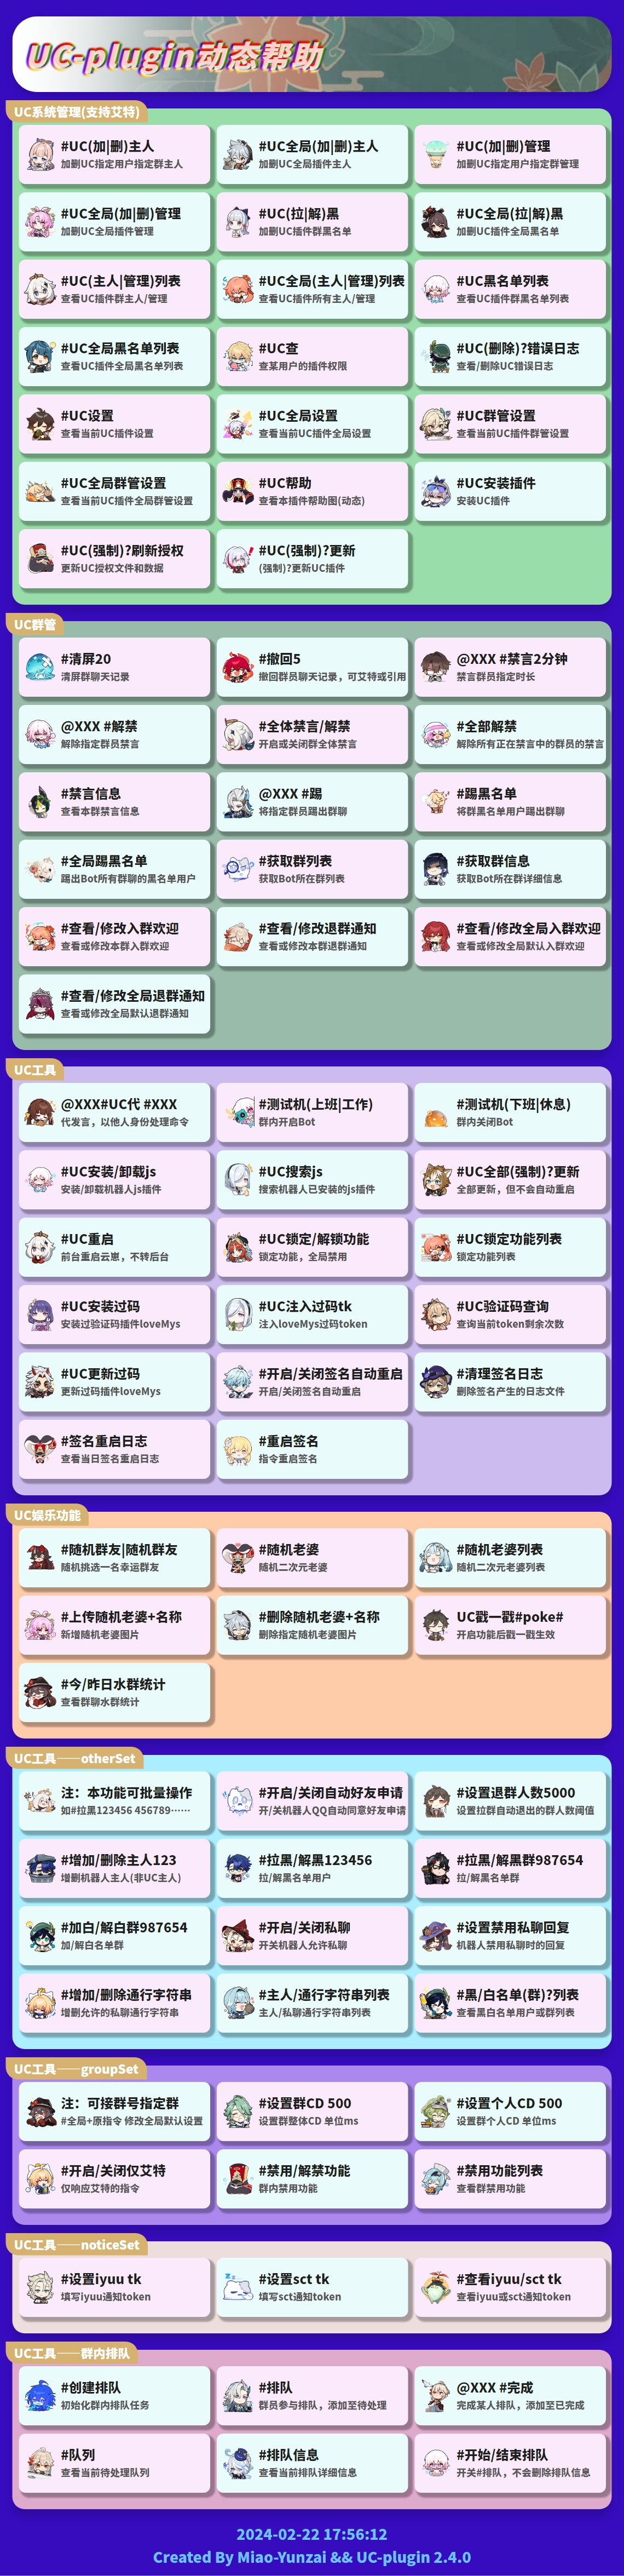 UC-plugin动态帮助
UC系统管理(支持艾特)
#UC(加|删)主人
加删UC指定用户指定群主人
#UC全局(加|删)主人
加删UC全局插件主人
#UC(加|删)管理
加删UC指定用户指定群管理
#UC全局(加|删)管理
加删UC全局插件管理
#UC(拉|解)黑
加删UC插件群黑名单
#UC全局(拉|解)黑
加删UC插件全局黑名单
#UC(主人|管理)列表
查看UC插件群主人/管理
#UC全局(主人|管理)列表
查看UC插件所有主人/管理
#UC黑名单列表
查看UC插件群黑名单列表
#UC全局黑名单列表
查看UC插件全局黑名单列表
#UC查
查某用户的插件权限
#UC(删除)?错误日志
查看/删除UC错误日志
#UC设置
查看当前UC插件设置
#UC全局设置
查看当前UC插件全局设置
#UC群管设置
查看当前UC插件群管设置
#UC全局群管设置
查看当前UC插件全局群管设置
#UC帮助
查看本插件帮助图(动态)
#UC安装插件
安装UC插件
#UC(强制)?刷新授权
更新UC授权文件和数据
#UC(强制)?更新
(强制)?更新UC插件
UC群管
#清屏20
清屏群聊天记录
#撤回5
撤回群员聊天记录，可艾特或引用
@XXX #禁言2分钟
禁言群员指定时长
@XXX #解禁
解除指定群员禁言
#全体禁言/解禁
开启或关闭群全体禁言
#全部解禁
解除所有正在禁言中的群员的禁言
#禁言信息
查看本群禁言信息
@XXX #踢
将指定群员踢出群聊
#踢黑名单
将群黑名单用户踢出群聊
#全局踢黑名单
踢出Bot所有群聊的黑名单用户
#获取群列表
获取Bot所在群列表
#获取群信息
获取Bot所在群详细信息
#查看/修改入群欢迎
查看或修改本群入群欢迎
#查看/修改退群通知
查看或修改本群退群通知
#查看/修改全局入群欢迎
查看或修改全局默认入群欢迎
#查看/修改全局退群通知
查看或修改全局默认退群通知
UC工具
@XXX#UC代 #XXX
代发言，以他人身份处理命令
#测试机(上班|工作)
群内开启Bot
#测试机(下班|休息)
群内关闭Bot
#UC安装/卸载js
安装/卸载机器人js插件
#UC搜索js
搜索机器人已安装的js插件
#UC全部(强制)?更新
全部更新，但不会自动重启
#UC重启
前台重启云崽，不转后台
#UC锁定/解锁功能
锁定功能，全局禁用
#UC锁定功能列表
锁定功能列表
#UC安装过码
安装过验证码插件loveMys
#UC注入过码tk
注入loveMys过码token
#UC验证码查询
查询当前token剩余次数
#UC更新过码
更新过码插件loveMys
#开启/关闭签名自动重启
开启/关闭签名自动重启
#清理签名日志
删除签名产生的日志文件
#签名重启日志
查看当日签名重启日志
#重启签名
指令重启签名
UC娱乐功能
#随机群友|随机群友
随机挑选一名幸运群友
#随机老婆
随机二次元老婆
#随机老婆列表
随机二次元老婆列表
#上传随机老婆+名称
新增随机老婆图片
#删除随机老婆+名称
删除指定随机老婆图片
UC戳一戳#poke#
开启功能后戳一戳生效
#今/昨日水群统计
查看群聊水群统计
UC工具——otherSet
注：本功能可批量操作
如#拉黑123456 456789······
#开启/关闭自动好友申请
开/关机器人QQ自动同意好友申请
#设置退群人数5000
设置拉群自动退出的群人数阈值
#增加/删除主人123
增删机器人主人(非UC主人)
#拉黑/解黑123456
拉/解黑名单用户
#拉黑/解黑群987654
拉/解黑名单群
#加白/解白群987654
加/解白名单群
#开启/关闭私聊
开关机器人允许私聊
#设置禁用私聊回复
机器人禁用私聊时的回复
#增加/删除通行字符串
增删允许的私聊通行字符串
#主人/通行字符串列表
主人/私聊通行字符串列表
#黑/白名单(群)?列表
查看黑白名单用户或群列表
UC工具——groupSet
注：可接群号指定群
#全局+原指令 修改全局默认设置
#设置群CD 500
设置群整体CD 单位ms
#设置个人CD 500
设置群个人CD 单位ms
#开启/关闭仅艾特
仅响应艾特的指令
#禁用/解禁功能
群内禁用功能
#禁用功能列表
查看群禁用功能
UC工具——noticeSet
#设置iyuu tk
填写iyuu通知token
#设置sct tk
填写sct通知token
#查看iyuu/sct tk
查看iyuu或sct通知token
UC工具——群内排队
#创建排队
初始化群内排队任务
#排队
群员参与排队，添加至待处理
@XXX #完成
完成某人排队，添加至已完成
#队列
查看当前待处理队列
#排队信息
查看当前排队详细信息
#开始/结束排队
开关#排队，不会删除排队信息
2024-02-22 17:56:12
Created By Miao-Yunzai && UC-plugin 2.4.0